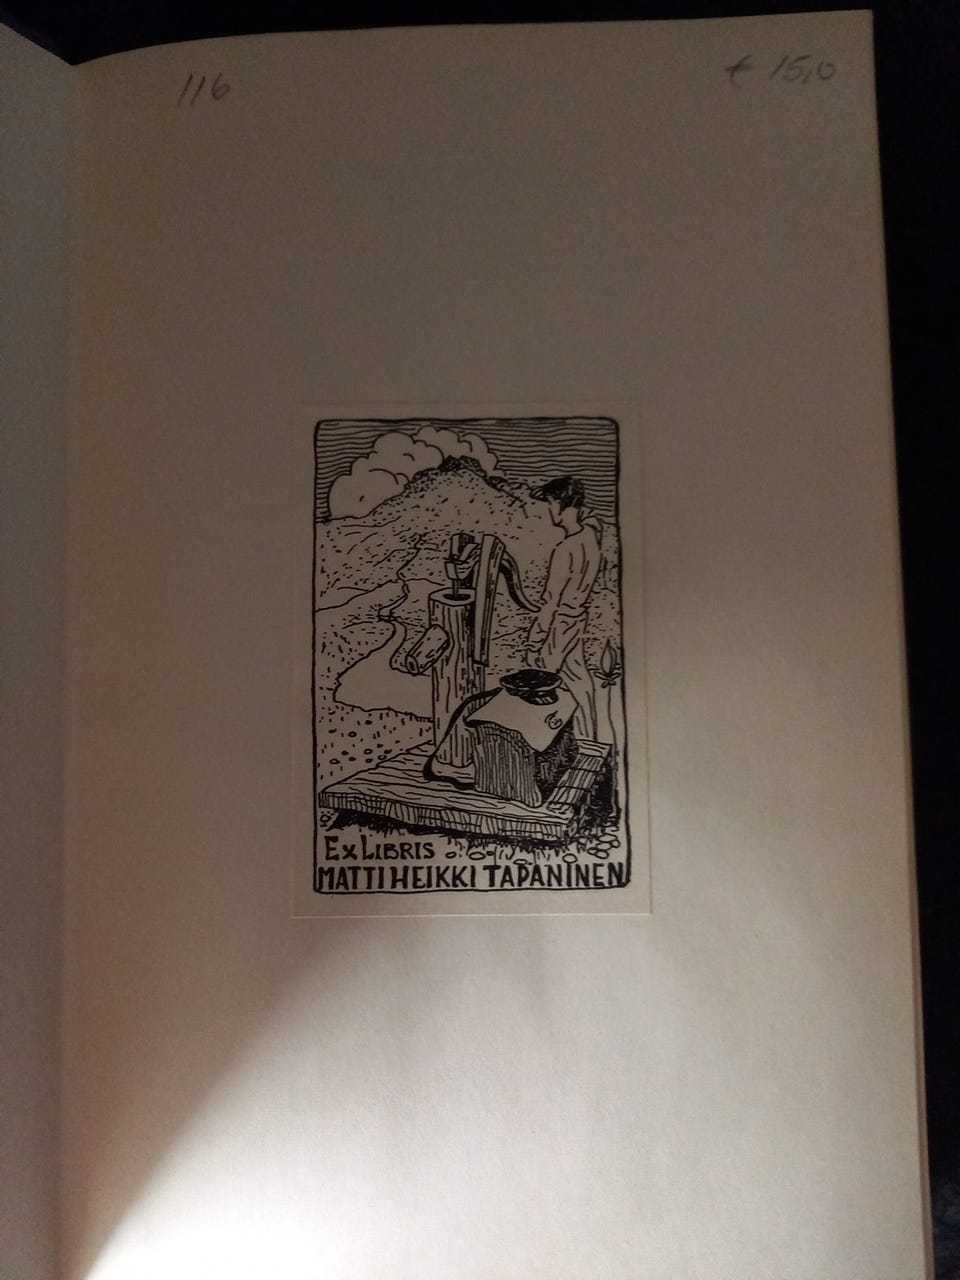 116
€ 15,0
Ex Libris
MATTI HEIKKI TAPANINEN